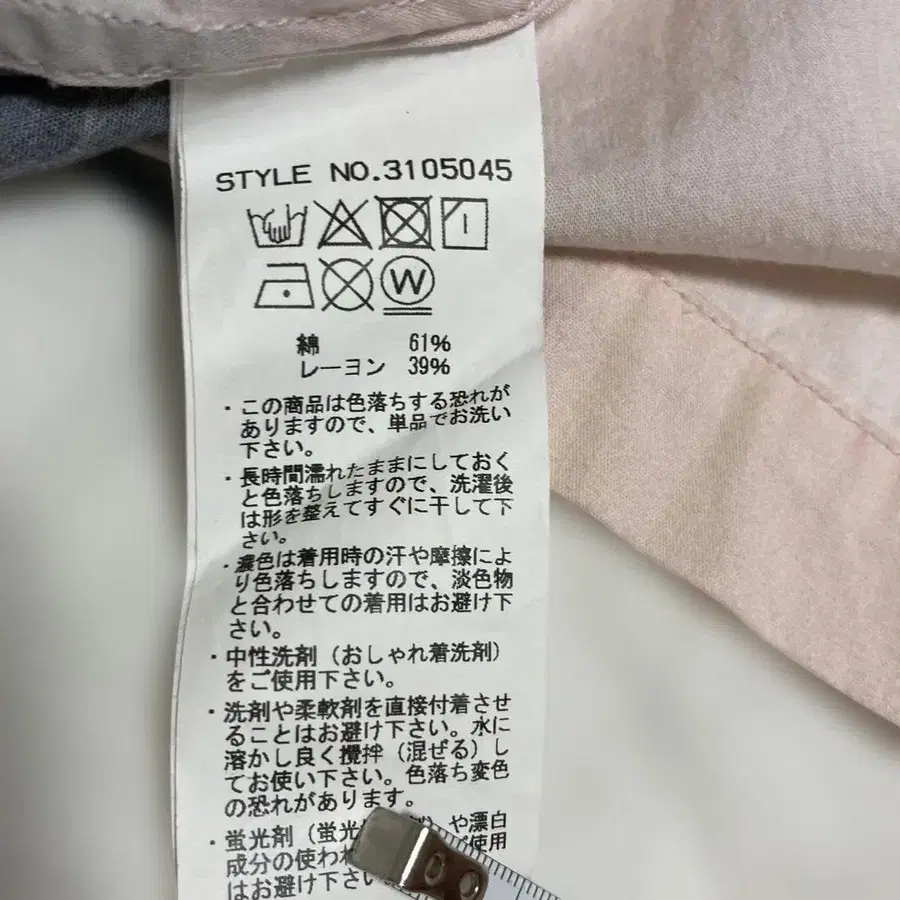 STYLE NO.3105045
W
綿 61%
レーヨン 39%
・この商品は色落ちする恐れが
ありますので、単品でお洗い
下さい。
・長時間濡れたままにしておく
と色落ちしますので、洗濯後
は形を整えてすぐに干して下
さい。
・濃色は着用時の汗や摩擦によ
り色落ちしますので、淡色物
と合わせての着用はお避け下
さい。
・中性洗剤（おしゃれ着洗剤）
をご使用下さい。
・洗剤や柔軟剤を直接付着させ
ることはお避け下さい。水に
溶かし良く攪拌（混ぜる）し
てお使い下さい。色落ち変色
の恐れがあります。
・蛍光剤（蛍光 ）や漂白
成分の使われ ご使用
はお避け下さい